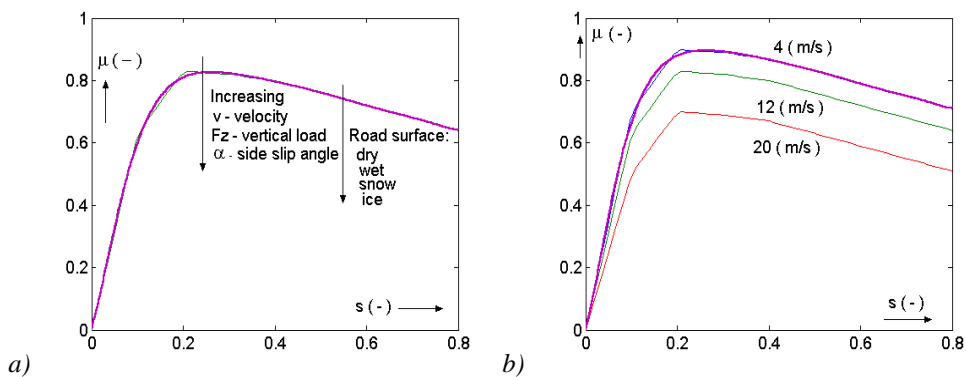 1
0.8
0.6
0.4
0.2
0
μ (−)
Increasing
v - velocity
Fz - vertical load
α - side slip angle
Road surface:
dry
wet
snow
ice
s (-)
0 0.2 0.4 0.6 0.8
a)
1
0.8
0.6
0.4
0.2
0
μ (-)
4 ( m/s )
12 ( m/s )
20 ( m/s )
s (-)
0 0.2 0.4 0.6 0.8
b)